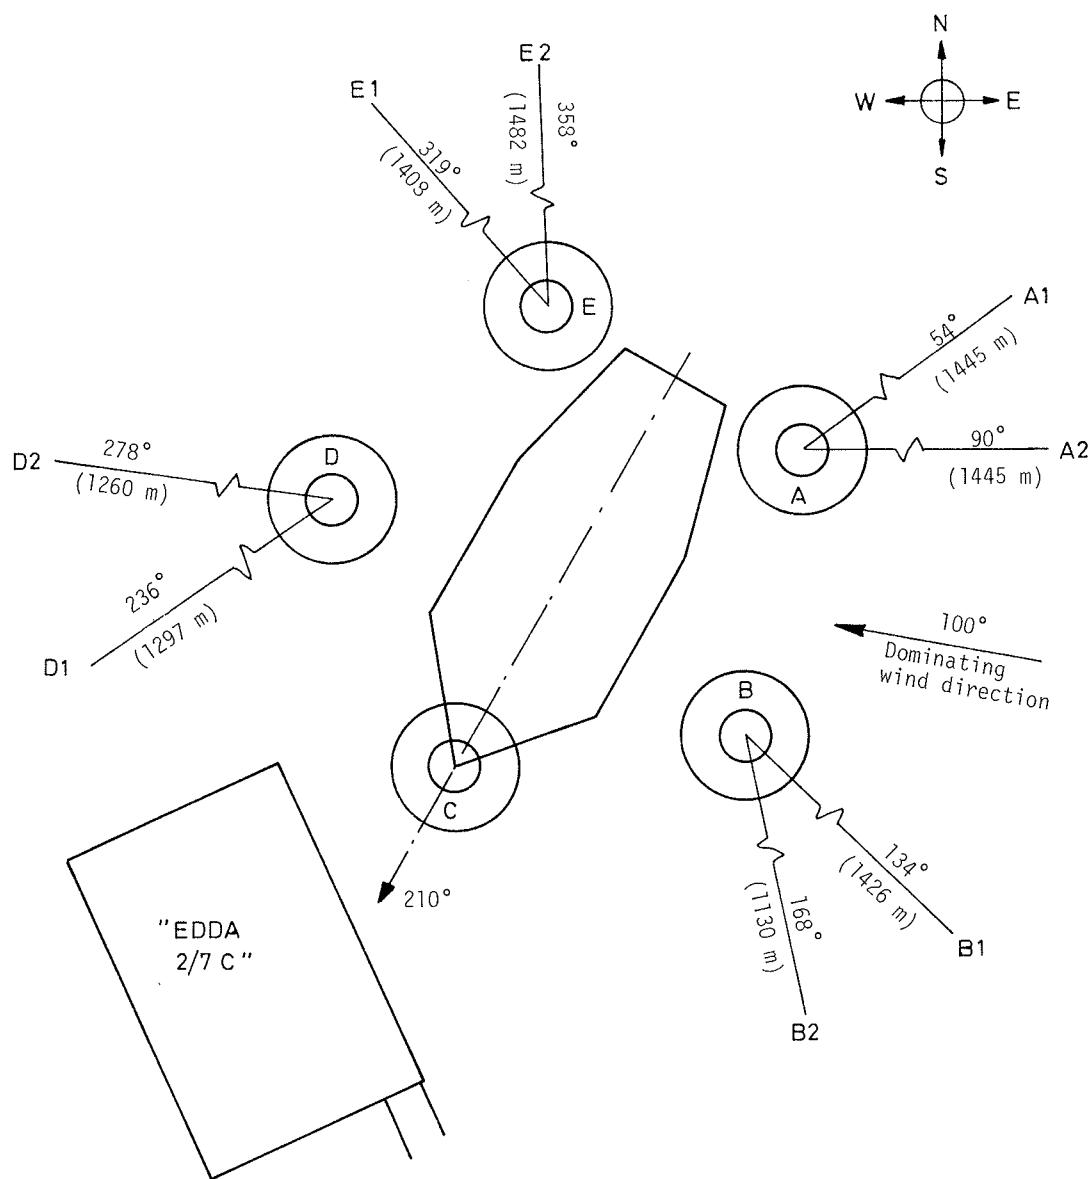 N
W E
S
E2
358°
(1482 m)
E1
319°
(1408 m)
E
A1
54°
(1445 m)
90°
A2
(1445 m)
A
D2
278°
(1260 m)
D
236°
(1297 m)
D1
100°
Dominating
wind direction
B
134°
(1426 m)
B1
168°
(1130 m)
B2
C
210°
"EDDA
2/7 C"